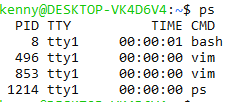 kenny@DESKTOP-VK4D6V4:~$ ps
PID TTY TIME CMD
8 tty1 00:00:01 bash
496 tty1 00:00:00 vim
853 tty1 00:00:00 vim
1214 tty1 00:00:00 ps